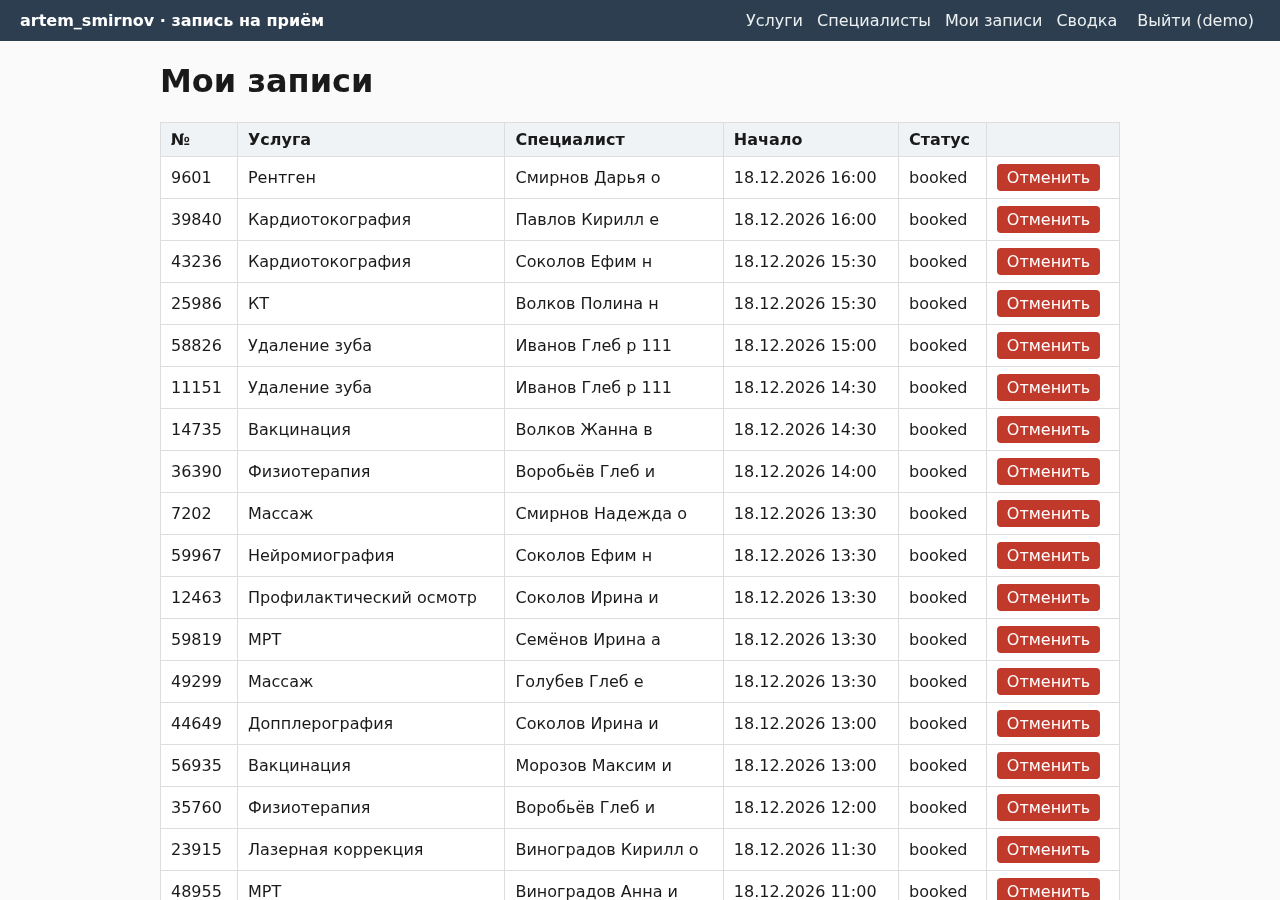 artem_smirnov · запись на приём Услуги Специалисты Мои записи Сводка Выйти (demo)
Мои записи
№ Услуга Специалист Начало Статус
9601 Рентген Смирнов Дарья о 18.12.2026 16:00 booked Отменить
39840 Кардиотокография Павлов Кирилл е 18.12.2026 16:00 booked Отменить
43236 Кардиотокография Соколов Ефим н 18.12.2026 15:30 booked Отменить
25986 КТ Волков Полина н 18.12.2026 15:30 booked Отменить
58826 Удаление зуба Иванов Глеб р 111 18.12.2026 15:00 booked Отменить
11151 Удаление зуба Иванов Глеб р 111 18.12.2026 14:30 booked Отменить
14735 Вакцинация Волков Жанна в 18.12.2026 14:30 booked Отменить
36390 Физиотерапия Воробьёв Глеб и 18.12.2026 14:00 booked Отменить
7202 Массаж Смирнов Надежда о 18.12.2026 13:30 booked Отменить
59967 Нейромиография Соколов Ефим н 18.12.2026 13:30 booked Отменить
12463 Профилактический осмотр Соколов Ирина и 18.12.2026 13:30 booked Отменить
59819 МРТ Семёнов Ирина а 18.12.2026 13:30 booked Отменить
49299 Массаж Голубев Глеб е 18.12.2026 13:30 booked Отменить
44649 Допплерография Соколов Ирина и 18.12.2026 13:00 booked Отменить
56935 Вакцинация Морозов Максим и 18.12.2026 13:00 booked Отменить
35760 Физиотерапия Воробьёв Глеб и 18.12.2026 12:00 booked Отменить
23915 Лазерная коррекция Виноградов Кирилл о 18.12.2026 11:30 booked Отменить
48955 МРТ Виноградов Анна и 18.12.2026 11:00 booked Отменить